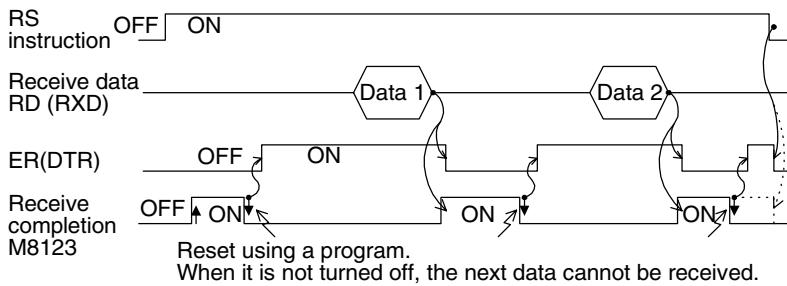 RS
instruction
OFF ON
Receive data
RD (RXD)
Data 1 Data 2
ER(DTR) OFF ON
Receive
completion
M8123
OFF ON ON ON
Reset using a program.
When it is not turned off, the next data cannot be received.